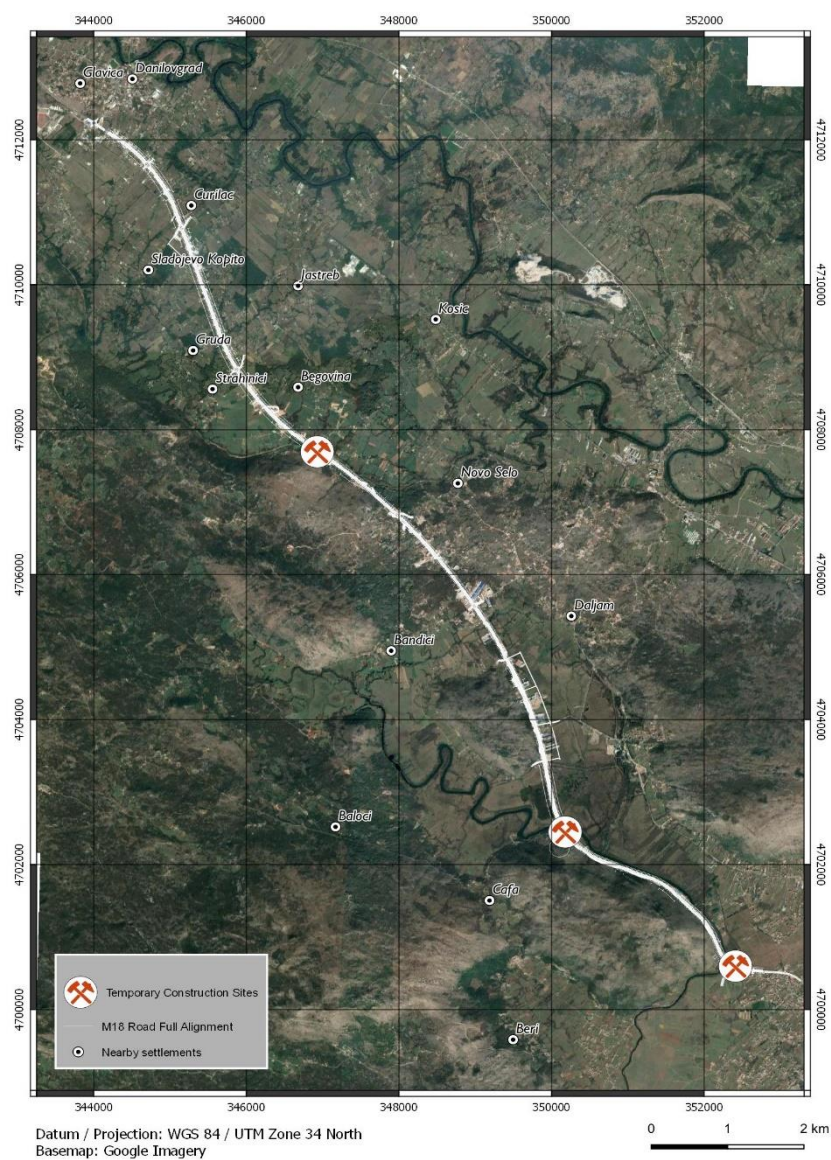 344000 346000 348000 350000 352000
4712000 4712000
4710000 4710000
4708000 4708000
4706000 4706000
4704000 4704000
4702000 4702000
4700000 4700000
Glavica
Danilovgrad
Curilac
Sladojevo Kopito
Jastreb
Kosic
Gruda
Strahinici
Begovina
Novo Selo
Daljam
Bandici
Baloci
Cafa
Beri
Temporary Construction Sites
M18 Road Full Alignment
Nearby settlements
344000 346000 348000 350000 352000
Datum / Projection: WGS 84 / UTM Zone 34 North
Basemap: Google Imagery
0 1 2 km